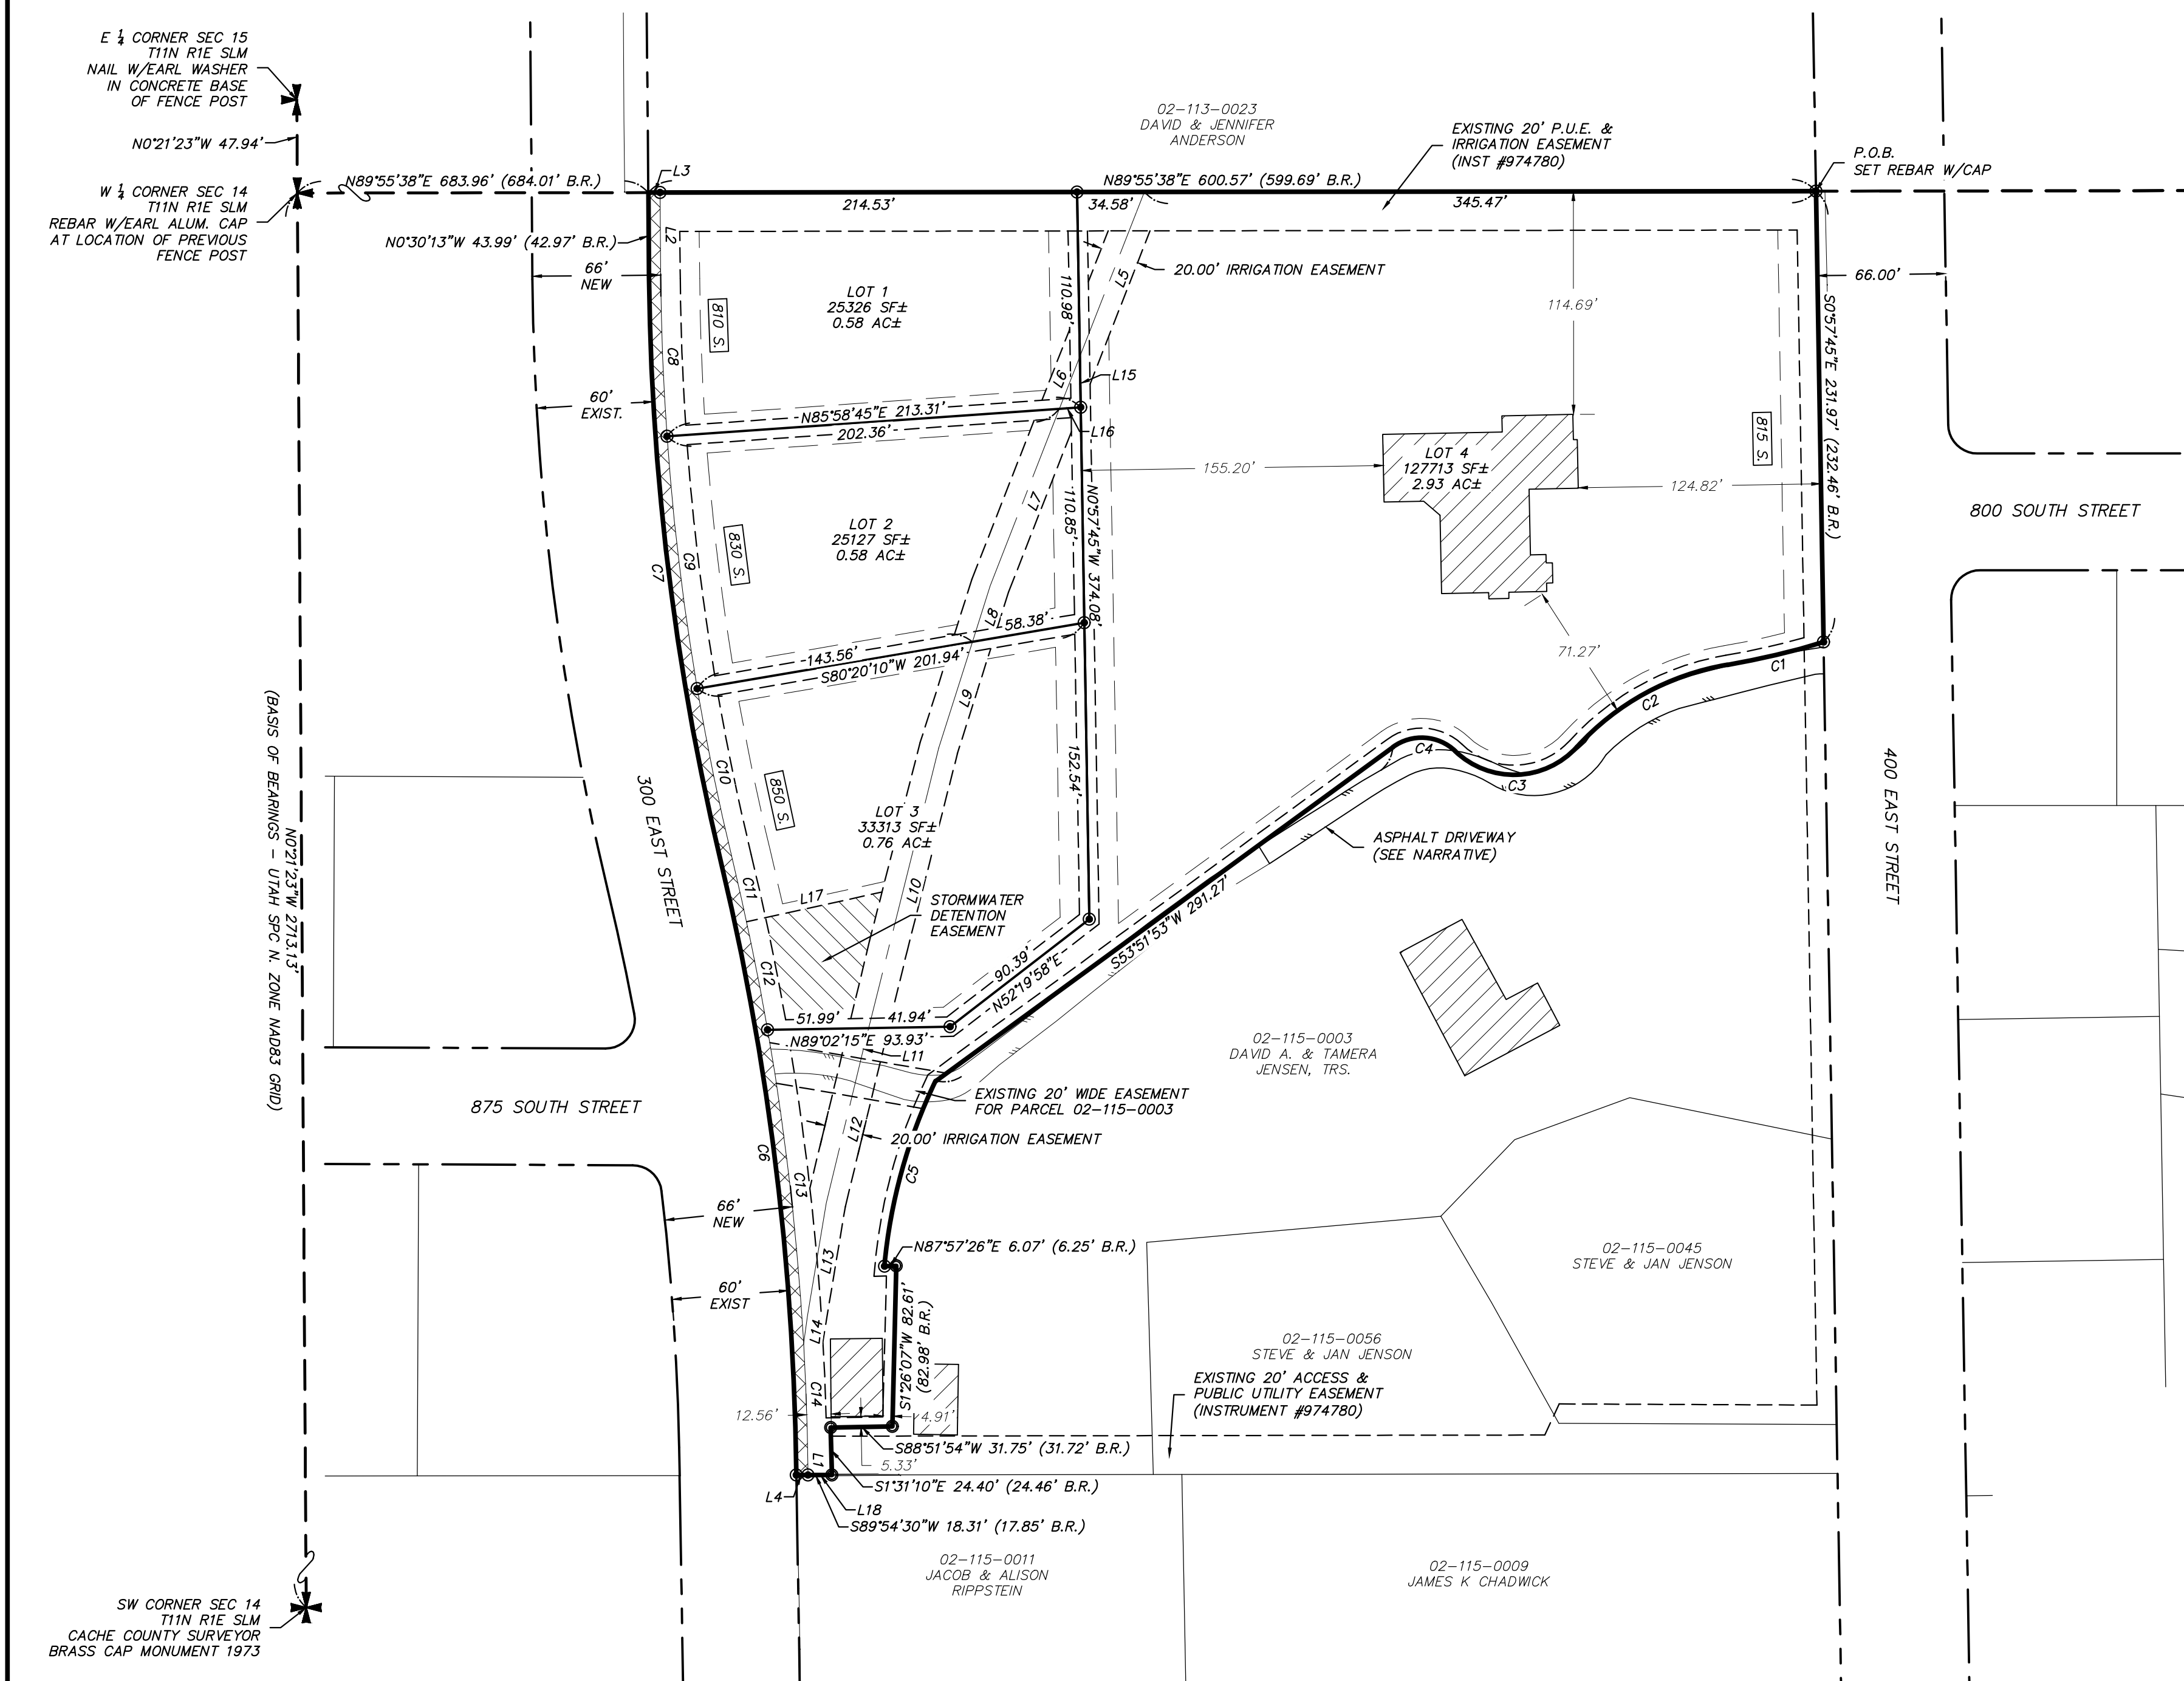 E 1/4 CORNER SEC 15
T11N R1E SLM
NAIL W/EARL WASHER
IN CONCRETE BASE
OF FENCE POST
N0°21'23"W 47.94'
W 1/4 CORNER SEC 14
T11N R1E SLM
REBAR W/EARL ALUM. CAP
AT LOCATION OF PREVIOUS
FENCE POST
02-113-0023
DAVID & JENNIFER
ANDERSON
EXISTING 20' P.U.E. &
IRRIGATION EASEMENT
(INST #974780)
P.O.B.
SET REBAR W/CAP
N89°55'38"E 683.96' (684.01' B.R.)
L3
N89°55'38"E 600.57' (599.69' B.R.)
214.53'
34.58'
345.47'
N0°30'13"W 43.99' (42.97' B.R.)
L2
66'
NEW
60'
EXIST.
C8
810 S.
LOT 1
25326 SF±
0.58 AC±
110.98'
L5
20.00' IRRIGATION EASEMENT
L6
L15
L16
114.69'
66.00'
S0°57'45"E 231.97' (232.46' B.R.)
N85°58'45"E 213.31'
202.36'
155.20'
LOT 4
127713 SF±
2.93 AC±
124.82'
815 S.
800 SOUTH STREET
LOT 2
25127 SF±
0.58 AC±
830 S.
C9
C7
L7
110.85'
N0°57'45"W 374.08'
L8
58.38'
143.56'
S80°20'10"W 201.94'
71.27'
C1
C2
C3
C4
L9
(BASIS OF BEARINGS - UTAH SPC N. ZONE NAD83 GRID)
N0°21'23"W 2713.13'
300 EAST STREET
400 EAST STREET
C10
850 S.
152.54'
LOT 3
33313 SF±
0.76 AC±
ASPHALT DRIVEWAY
(SEE NARRATIVE)
C11
L17
L10
STORMWATER
DETENTION
EASEMENT
S53°51'53"W 291.27'
90.39'
N52°19'58"E
C12
51.99'
41.94'
N89°02'15"E 93.93'
L11
02-115-0003
DAVID A. & TAMERA
JENSEN, TRS.
EXISTING 20' WIDE EASEMENT
FOR PARCEL 02-115-0003
875 SOUTH STREET
L12
20.00' IRRIGATION EASEMENT
C6
C13
C5
66'
NEW
L13
N87°57'26"E 6.07' (6.25' B.R.)
02-115-0045
STEVE & JAN JENSON
60'
EXIST
L14
S1°26'07"W 82.61'
(82.98' B.R.)
02-115-0056
STEVE & JAN JENSON
EXISTING 20' ACCESS &
PUBLIC UTILITY EASEMENT
(INSTRUMENT #974780)
C14
12.56'
4.91'
S88°51'54"W 31.75' (31.72' B.R.)
L1
5.33'
S1°31'10"E 24.40' (24.46' B.R.)
L4
L18
S89°54'30"W 18.31' (17.85' B.R.)
02-115-0011
JACOB & ALISON
RIPPSTEIN
02-115-0009
JAMES K CHADWICK
SW CORNER SEC 14
T11N R1E SLM
CACHE COUNTY SURVEYOR
BRASS CAP MONUMENT 1973